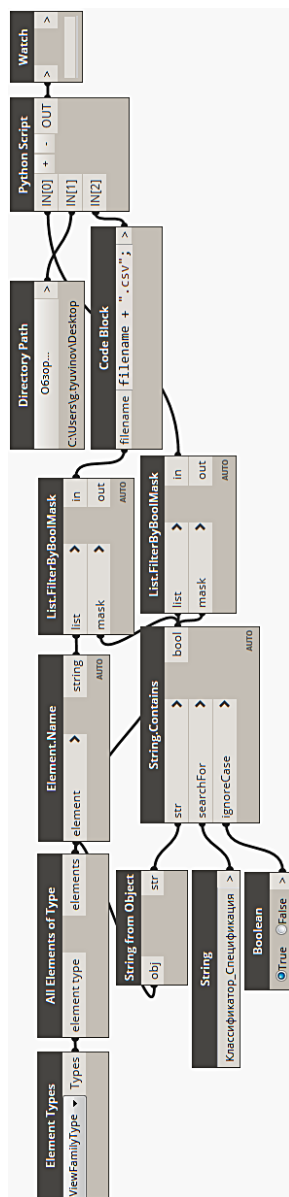 Element Types
ViewFamilyType
Types
All Elements of Type
element type
elements
Element.Name
element
string
AUTO
List.FilterByBoolMask
list
in
mask
out
AUTO
Directory Path
Обзор...
>
C:\Users\g.tyuvinov\Desktop
Python Script
IN[0] + - OUT
IN[1]
IN[2]
Watch
> >
String from Object
obj
str
String
Классификатор_Спецификация >
Boolean
True False >
String.Contains
str
bool
searchFor
ignoreCase
AUTO
List.FilterByBoolMask
list
in
mask
out
AUTO
Code Block
filename filename + ".csv"; >